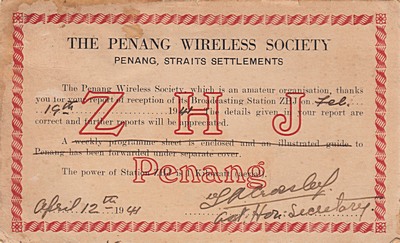 THE PENANG WIRELESS SOCIETY
PENANG, STRAITS SETTLEMENTS
The Penang Wireless Society, which is an amateur organisation, thanks
you for your report of reception of its Broadcasting Station ZHJ on Feb:
19th 1941 The details given in your report are
correct and further reports will be appreciated.
Z H J
A weekly programme sheet is enclosed and an illustrated guide to
Penang has been forwarded under separate cover.
Penang
The power of Station ZHJ is
April 12th 1941
Act. Hon: Secretary.